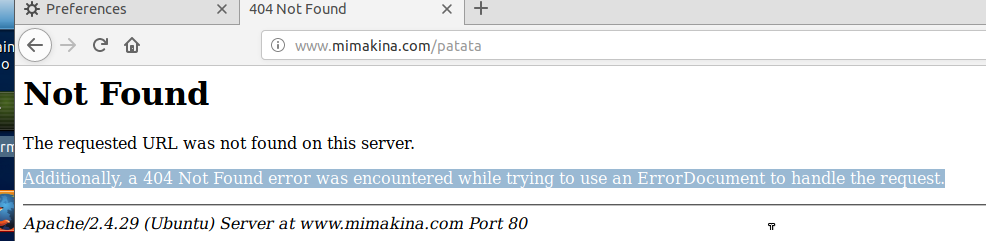 Preferences
404 Not Found
www.mimakina.com/patata
Not Found
The requested URL was not found on this server.
Additionally, a 404 Not Found error was encountered while trying to use an ErrorDocument to handle the request.
Apache/2.4.29 (Ubuntu) Server at www.mimakina.com Port 80